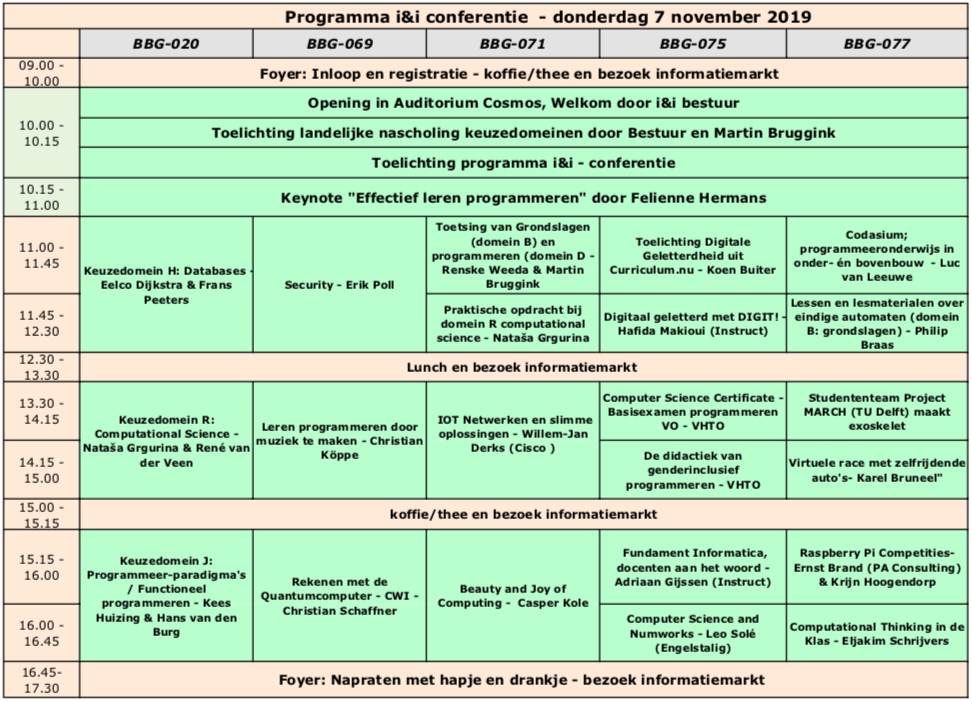 Programma i&i conferentie - donderdag 7 november 2019
BBG-020
BBG-069
BBG-071
BBG-075
BBG-077
09.00 -
10.00
Foyer: Inloop en registratie - koffie/thee en bezoek informatiemarkt
10.00 -
10.15
Opening in Auditorium Cosmos, Welkom door i&i bestuur
Toelichting landelijke nascholing keuzedomeinen door Bestuur en Martin Bruggink
Toelichting programma i&i - conferentie
10.15 -
11.00
Keynote "Effectief leren programmeren" door Felienne Hermans
11.00 -
11.45
Keuzedomein H: Databases -
Eelco Dijkstra & Frans
Peeters
Security - Erik Poll
Toetsing van Grondslagen
(domein B) en
programmeren (domein D -
Renske Weeda & Martin
Bruggink
Toelichting Digitale
Geletterdheid uit
Curriculum.nu - Koen Buiter
Codasium;
programmeeronderwijs in
onder- én bovenbouw - Luc
van Leeuwe
11.45 -
12.30
Praktische opdracht bij
domein R computational
science - Nataša Grgurina
Digitaal geletterd met DIGIT! -
Hafida Makioui (Instruct)
Lessen en lesmaterialen over
eindige automaten (domein
B: grondslagen) - Philip
Braas
12.30 -
13.30
Lunch en bezoek informatiemarkt
13.30 -
14.15
Keuzedomein R:
Computational Science -
Nataša Grgurina & René van
der Veen
Leren programmeren door
muziek te maken - Christian
Köppe
IOT Netwerken en slimme
oplossingen - Willem-Jan
Derks (Cisco )
Computer Science Certificate -
Basisexamen programmeren
VO - VHTO
Studententeam Project
MARCH (TU Delft) maakt
exoskelet
14.15 -
15.00
De didactiek van
genderinclusief
programmeren - VHTO
Virtuele race met zelfrijdende
auto's- Karel Bruneel"
15.00 -
15.15
koffie/thee en bezoek informatiemarkt
15.15 -
16.00
Keuzedomein J:
Programmeer-paradigma's
/ Functioneel
programmeren - Kees
Huizing & Hans van den
Burg
Rekenen met de
Quantumcomputer - CWI -
Christian Schaffner
Beauty and Joy of
Computing - Casper Kole
Fundament Informatica,
docenten aan het woord -
Adriaan Gijssen (Instruct)
Raspberry Pi Competities-
Ernst Brand (PA Consulting)
& Krijn Hoogendorp
16.00 -
16.45
Computer Science and
Numworks - Leo Solé
(Engelstalig)
Computational Thinking in de
Klas - Eljakim Schrijvers
16.45-
17.30
Foyer: Napraten met hapje en drankje - bezoek informatiemarkt